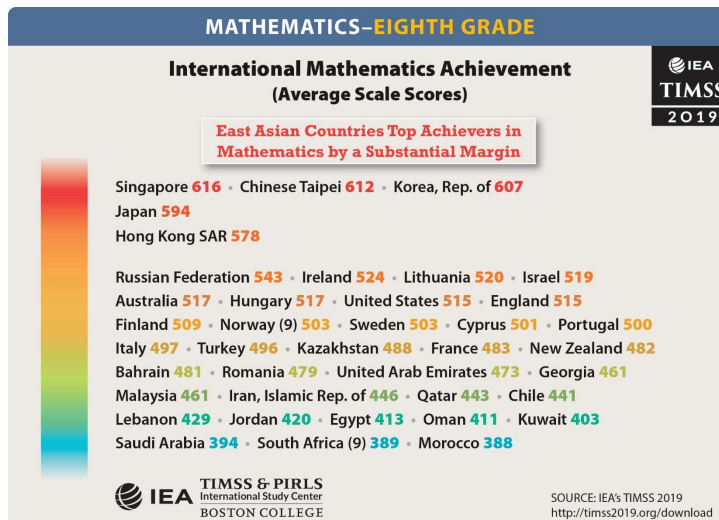 MATHEMATICS–EIGHTH GRADE
International Mathematics Achievement
(Average Scale Scores)
IEA
TIMSS
2019
East Asian Countries Top Achievers in
Mathematics by a Substantial Margin
Singapore 616 • Chinese Taipei 612 • Korea, Rep. of 607
Japan 594
Hong Kong SAR 578
Russian Federation 543 • Ireland 524 • Lithuania 520 • Israel 519
Australia 517 • Hungary 517 • United States 515 • England 515
Finland 509 • Norway (9) 503 • Sweden 503 • Cyprus 501 • Portugal 500
Italy 497 • Turkey 496 • Kazakhstan 488 • France 483 • New Zealand 482
Bahrain 481 • Romania 479 • United Arab Emirates 473 • Georgia 461
Malaysia 461 • Iran, Islamic Rep. of 446 • Qatar 443 • Chile 441
Lebanon 429 • Jordan 420 • Egypt 413 • Oman 411 • Kuwait 403
Saudi Arabia 394 • South Africa (9) 389 • Morocco 388
IEA
TIMSS & PIRLS
International Study Center
BOSTON COLLEGE
SOURCE: IEA's TIMSS 2019
http://timss2019.org/download